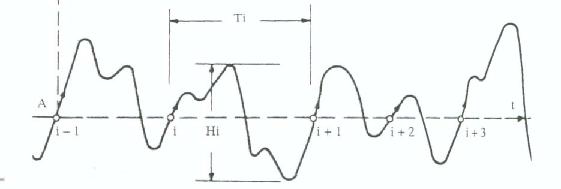 Ti
A t
i – 1 i Hi i + 1 i + 2 i + 3